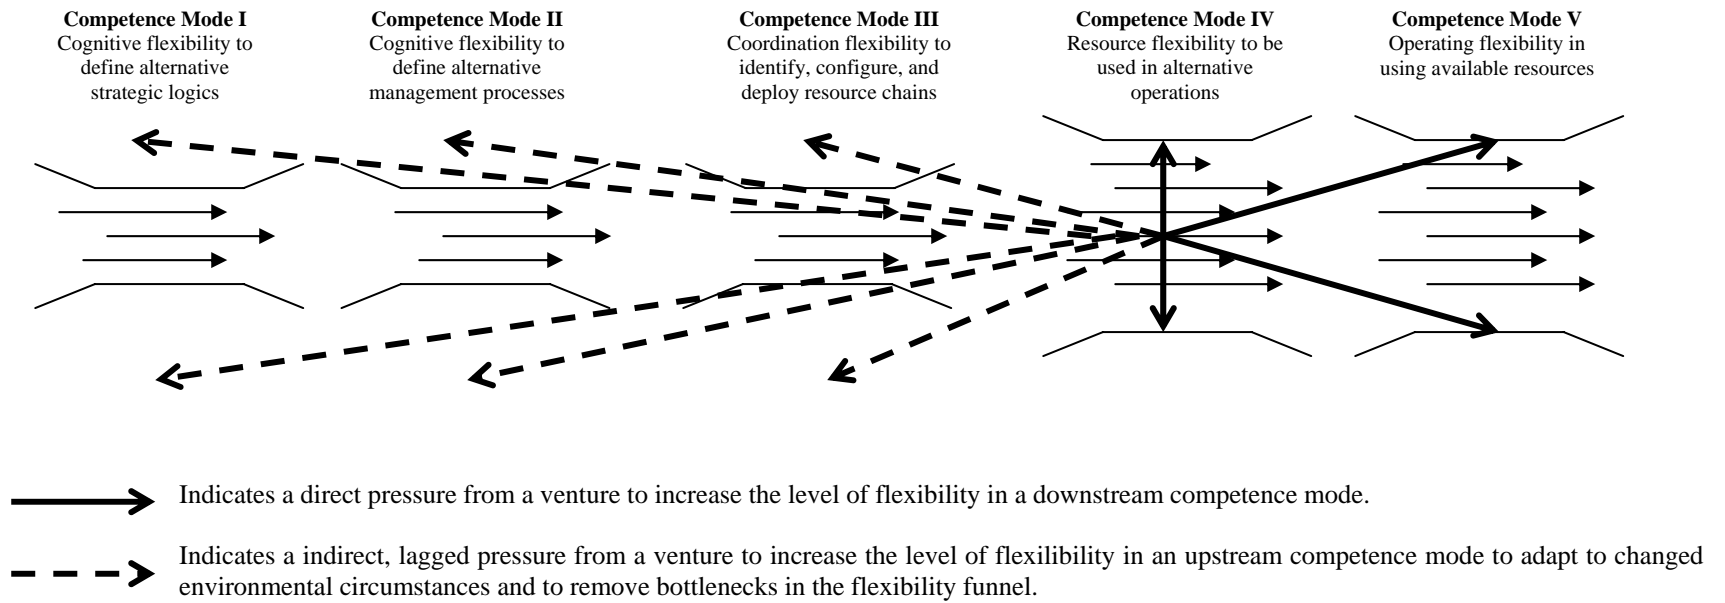 Competence Mode I
Cognitive flexibility to
define alternative
strategic logics
Competence Mode II
Cognitive flexibility to
define alternative
management processes
Competence Mode III
Coordination flexibility to
identify, configure, and
deploy resource chains
Competence Mode IV
Resource flexibility to be
used in alternative
operations
Competence Mode V
Operating flexibility in
using available resources
Indicates a direct pressure from a venture to increase the level of flexibility in a downstream competence mode.
Indicates a indirect, lagged pressure from a venture to increase the level of flexilibility in an upstream competence mode to adapt to changed
environmental circumstances and to remove bottlenecks in the flexibility funnel.